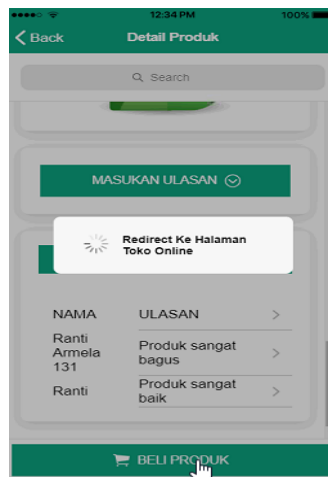 12:34 PM
100%
Back
Detail Produk
Search
MASUKAN ULASAN
Redirect Ke Halaman
Toko Online
NAMA ULASAN
Ranti
Armela
131
Produk sangat
bagus
Ranti
Produk sangat
baik
BELI PRODUK